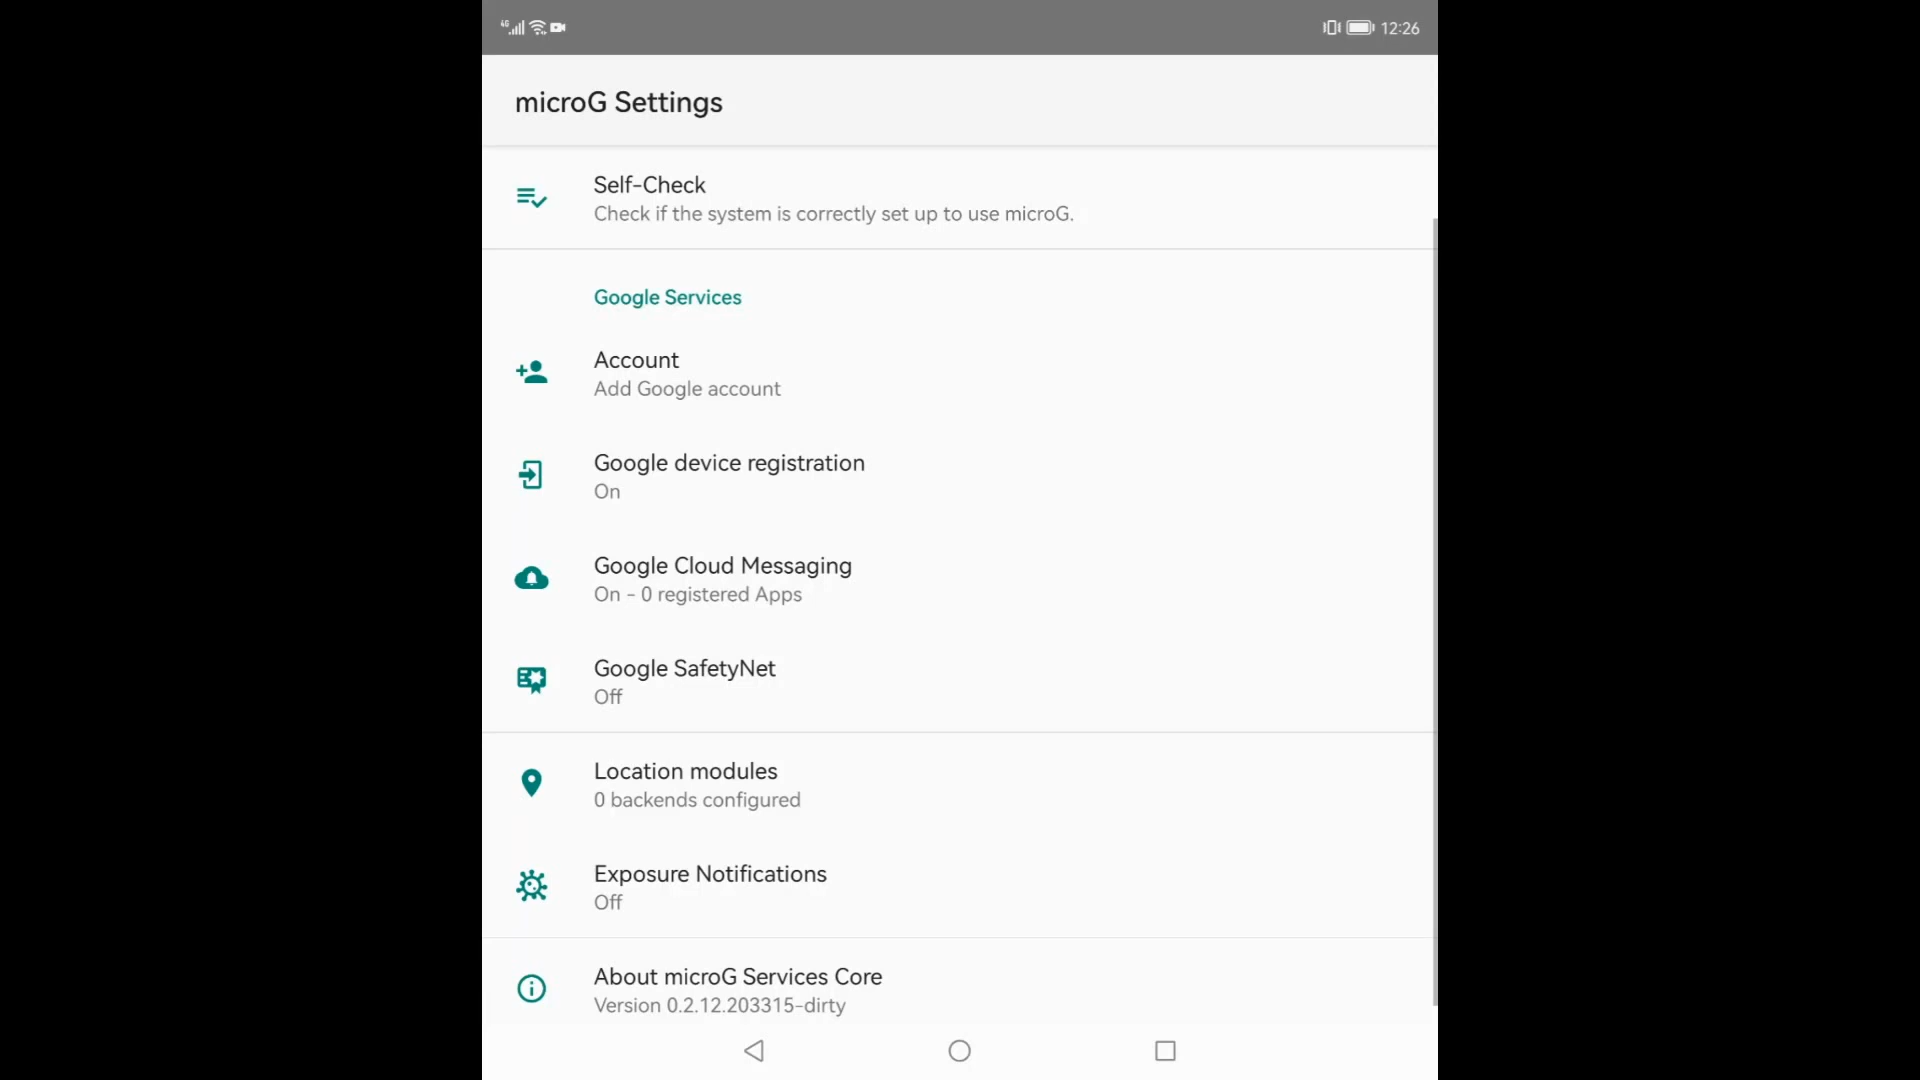 4G 12:26
microG Settings
Self-Check
Check if the system is correctly set up to use microG.
Google Services
Account
Add Google account
Google device registration
On
Google Cloud Messaging
On - 0 registered Apps
Google SafetyNet
Off
Location modules
0 backends configured
Exposure Notifications
Off
About microG Services Core
Version 0.2.12.203315-dirty